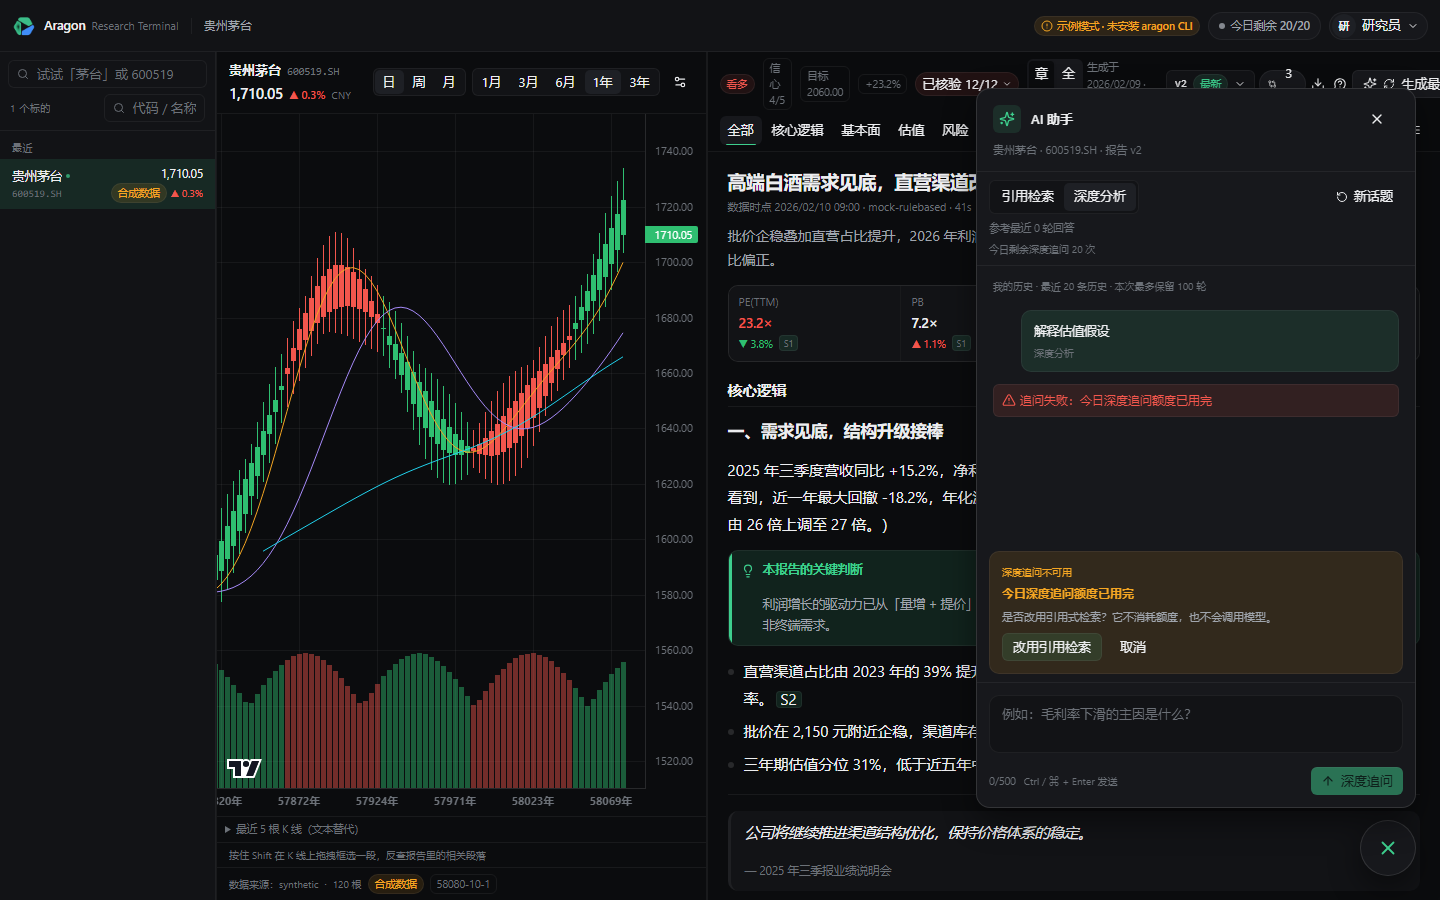 Aragon Research Terminal 贵州茅台
示例模式 · 未安装 aragon CLI
今日剩余 20/20
研 研究员
试试「茅台」或 600519
1 个标的
代码 / 名称
最近
贵州茅台 1,710.05
600519.SH 合成数据 ▲ 0.3%
贵州茅台 600519.SH
1,710.05 ▲ 0.3% CNY
日 周 月
1月 3月 6月 1年 3年
1740.00
1720.00
1710.05
1700.00
1680.00
1660.00
1640.00
1620.00
1600.00
1580.00
1560.00
1540.00
1520.00
320年 57872年 57924年 57971年 58023年 58069年
最近 5 根 K 线（文本替代）
按住 Shift 在 K 线上拖拽框选一段，反查报告里的相关段落
数据来源：synthetic · 120 根 合成数据 58080-10-1
看多
信心 4/5
目标 2060.00
+23.2%
已核验 12/12
章 全
生成于 2026/02/09 ·
v2 最新
3
生成最
全部 核心逻辑 基本面 估值 风险
高端白酒需求见底，直营渠道
数据时点 2026/02/10 09:00 · mock-rulebased · 41s
批价企稳叠加直营占比提升，2026 年利
比偏正。
PE(TTM) PB
23.2× 7.2×
▼ 3.8% S1 ▲ 1.1% S1
核心逻辑
一、需求见底，结构升级接棒
2025 年三季度营收同比 +15.2%，净
看到，近一年最大回撤 -18.2%，年化
由 26 倍上调至 27 倍。)
本报告的关键判断
利润增长的驱动力已从「量增 + 提价」
非终端需求。
直营渠道占比由 2023 年的 39% 提
率。 S2
批价在 2,150 元附近企稳，渠道库存
三年期估值分位 31%，低于近五年
公司将继续推进渠道结构优化，保持价格体系的稳定。
— 2025 年三季报业绩说明会
AI 助手
贵州茅台 · 600519.SH · 报告 v2
引用检索 深度分析 新话题
参考最近 0 轮回答
今日剩余深度追问 20 次
我的历史 · 最近 20 条历史 · 本次最多保留 100 轮
解释估值假设
深度分析
追问失败：今日深度追问额度已用完
深度追问不可用
今日深度追问额度已用完
是否改用引用式检索？它不消耗额度，也不会调用模型。
改用引用检索 取消
例如：毛利率下滑的主因是什么？
0/500 Ctrl / ⌘ + Enter 发送
深度追问